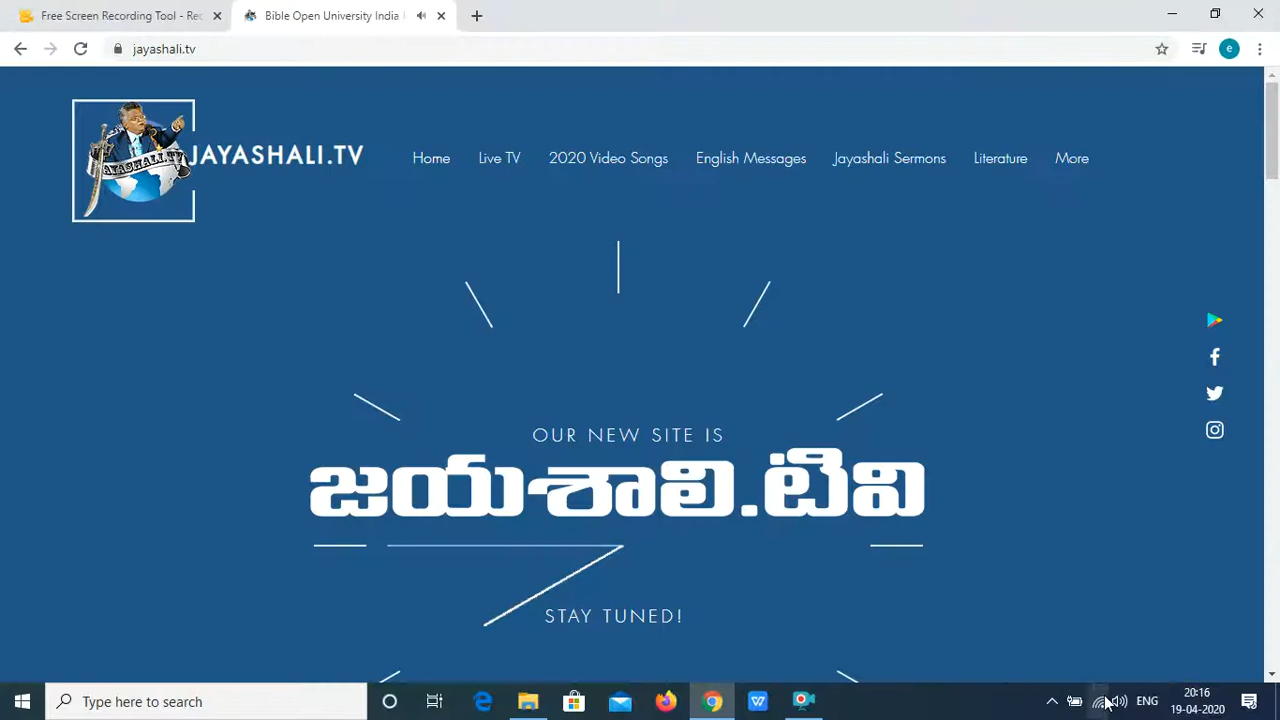 Free Screen Recording Tool - Rec
Bible Open University India
jayashali.tv
e
JAYASHALI.TV
JAYASHALI.TV
Home
Live TV
2020 Video Songs
English Messages
Jayashali Sermons
Literature
More
OUR NEW SITE IS
జయశాలి.టివి
STAY TUNED!
Type here to search
ENG
20:16
19-04-2020